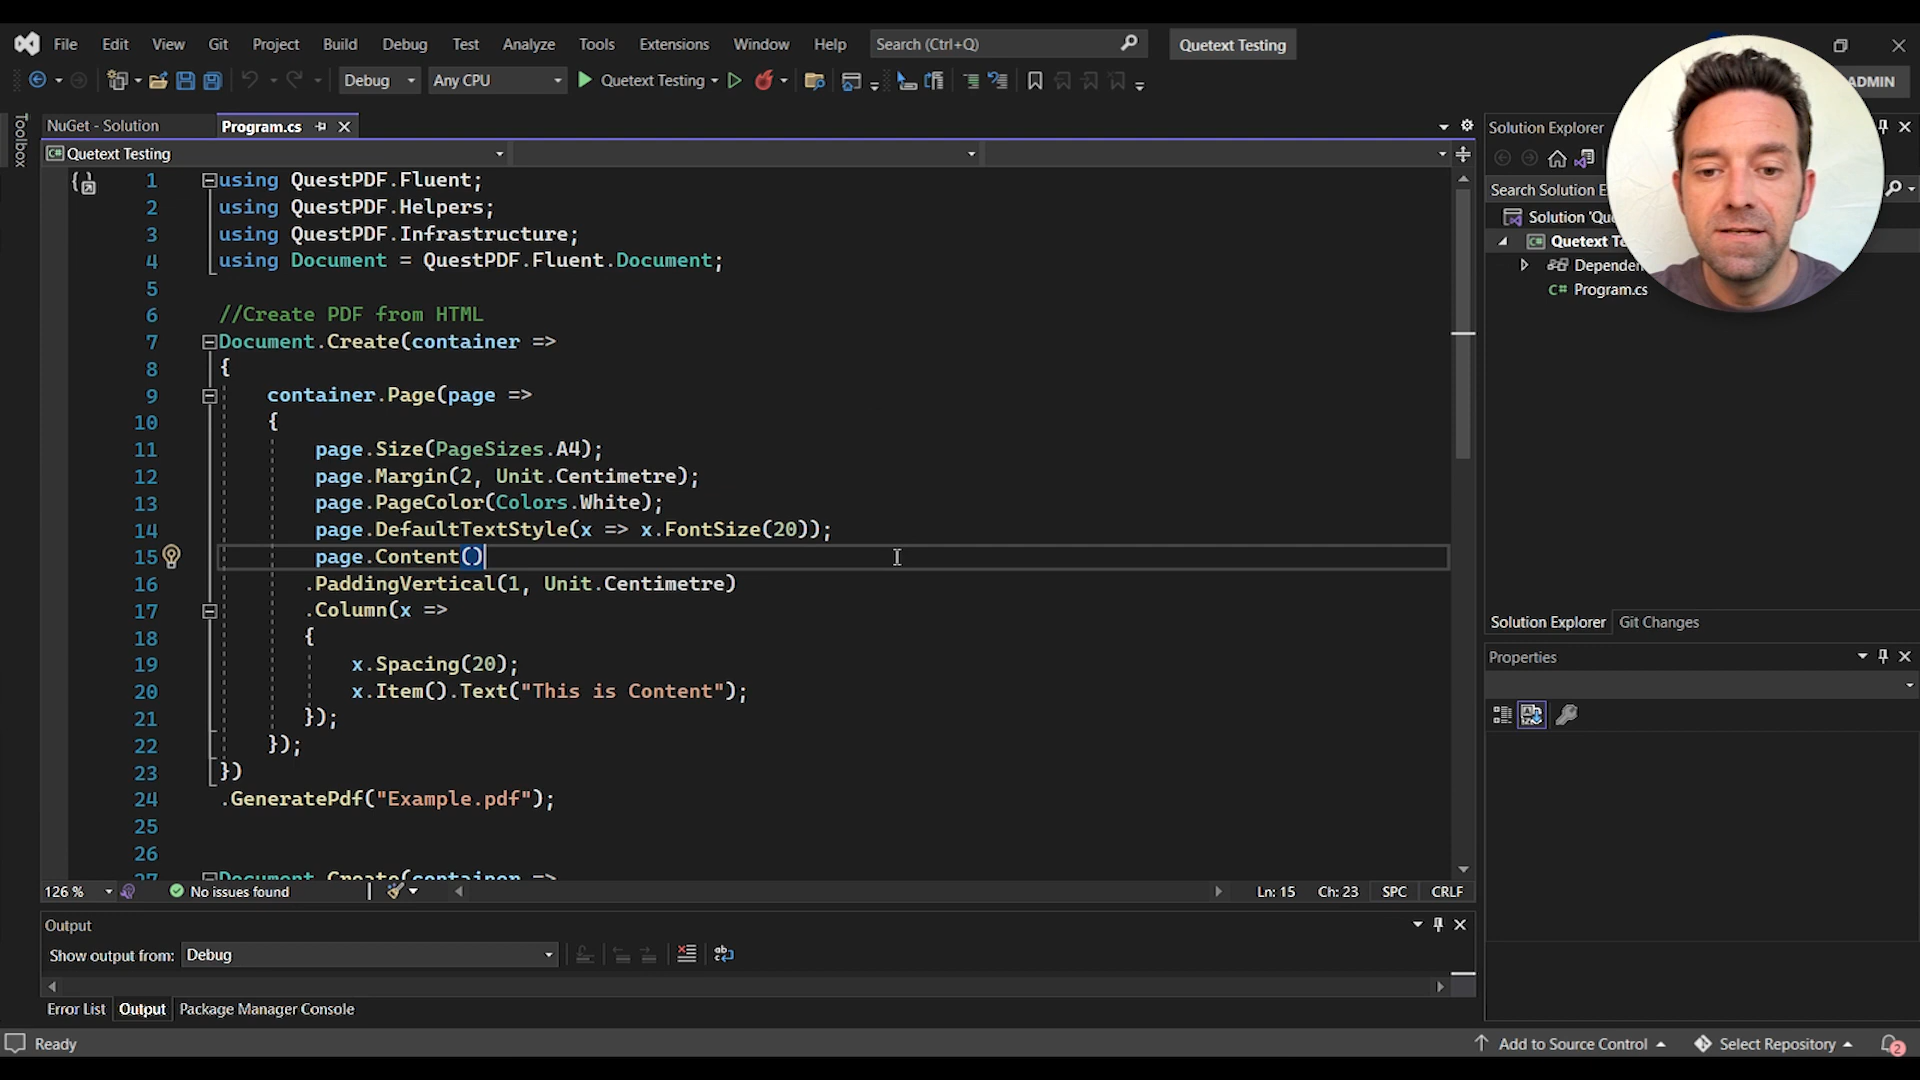 File Edit View Git Project Build Debug Test Analyze Tools Extensions Window Help Search (Ctrl+Q) Quetext Testing
Debug Any CPU Quetext Testing ADMIN
Toolbox
NuGet - Solution Program.cs
Quetext Testing
1 using QuestPDF.Fluent;
2 using QuestPDF.Helpers;
3 using QuestPDF.Infrastructure;
4 using Document = QuestPDF.Fluent.Document;
5
6 //Create PDF from HTML
7 Document.Create(container =>
8 {
9 container.Page(page =>
10 {
11 page.Size(PageSizes.A4);
12 page.Margin(2, Unit.Centimetre);
13 page.PageColor(Colors.White);
14 page.DefaultTextStyle(x => x.FontSize(20));
15 page.Content()
16 .PaddingVertical(1, Unit.Centimetre)
17 .Column(x =>
18 {
19 x.Spacing(20);
20 x.Item().Text("This is Content");
21 });
22 });
23 })
24 .GeneratePdf("Example.pdf");
25
26
27 Document.Create(container =>
126 % No issues found Ln: 15 Ch: 23 SPC CRLF
Output
Show output from: Debug
Error List Output Package Manager Console
Solution Explorer
Search Solution E
Solution 'Que
Quetext Te
Dependen
C# Program.cs
Solution Explorer Git Changes
Properties
Ready Add to Source Control Select Repository 2